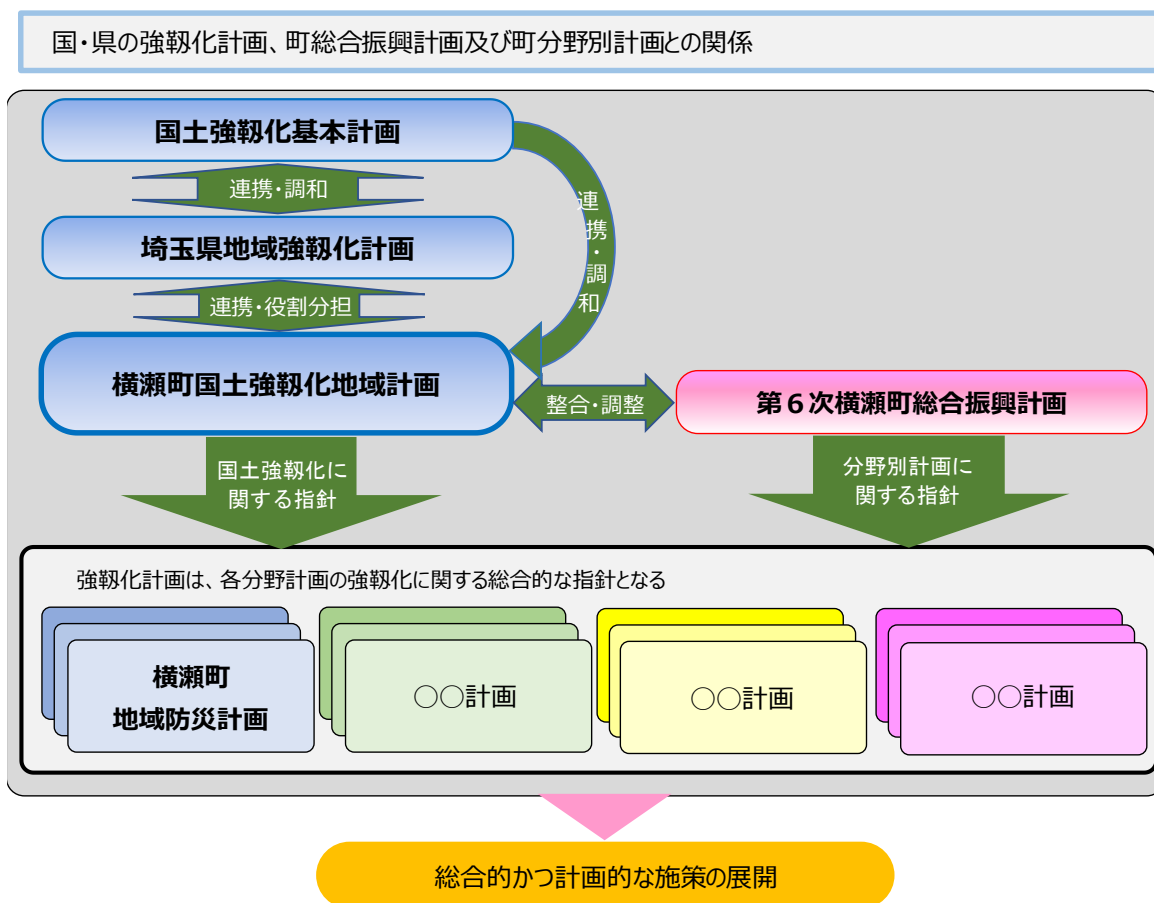 国・県の強靱化計画、町総合振興計画及び町分野別計画との関係
国土強靱化基本計画
連携・調和
連携・調和
埼玉県地域強靱化計画
連携・役割分担
横瀬町国土強靱化地域計画
整合・調整
第６次横瀬町総合振興計画
国土強靱化に
関する指針
分野別計画に
関する指針
強靱化計画は、各分野計画の強靱化に関する総合的な指針となる
横瀬町
地域防災計画
○○計画
○○計画
○○計画
総合的かつ計画的な施策の展開